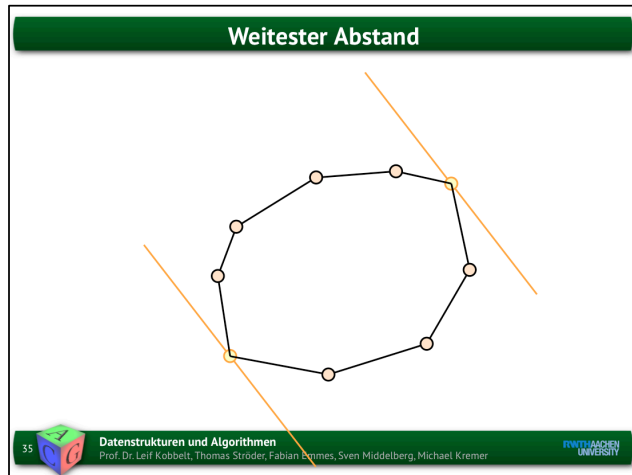 Weitester Abstand
35
A
C G
Datenstrukturen und Algorithmen
Prof. Dr. Leif Kobbelt, Thomas Ströder, Fabian Emmes, Sven Middelberg, Michael Kremer
RWTHAACHEN
UNIVERSITY